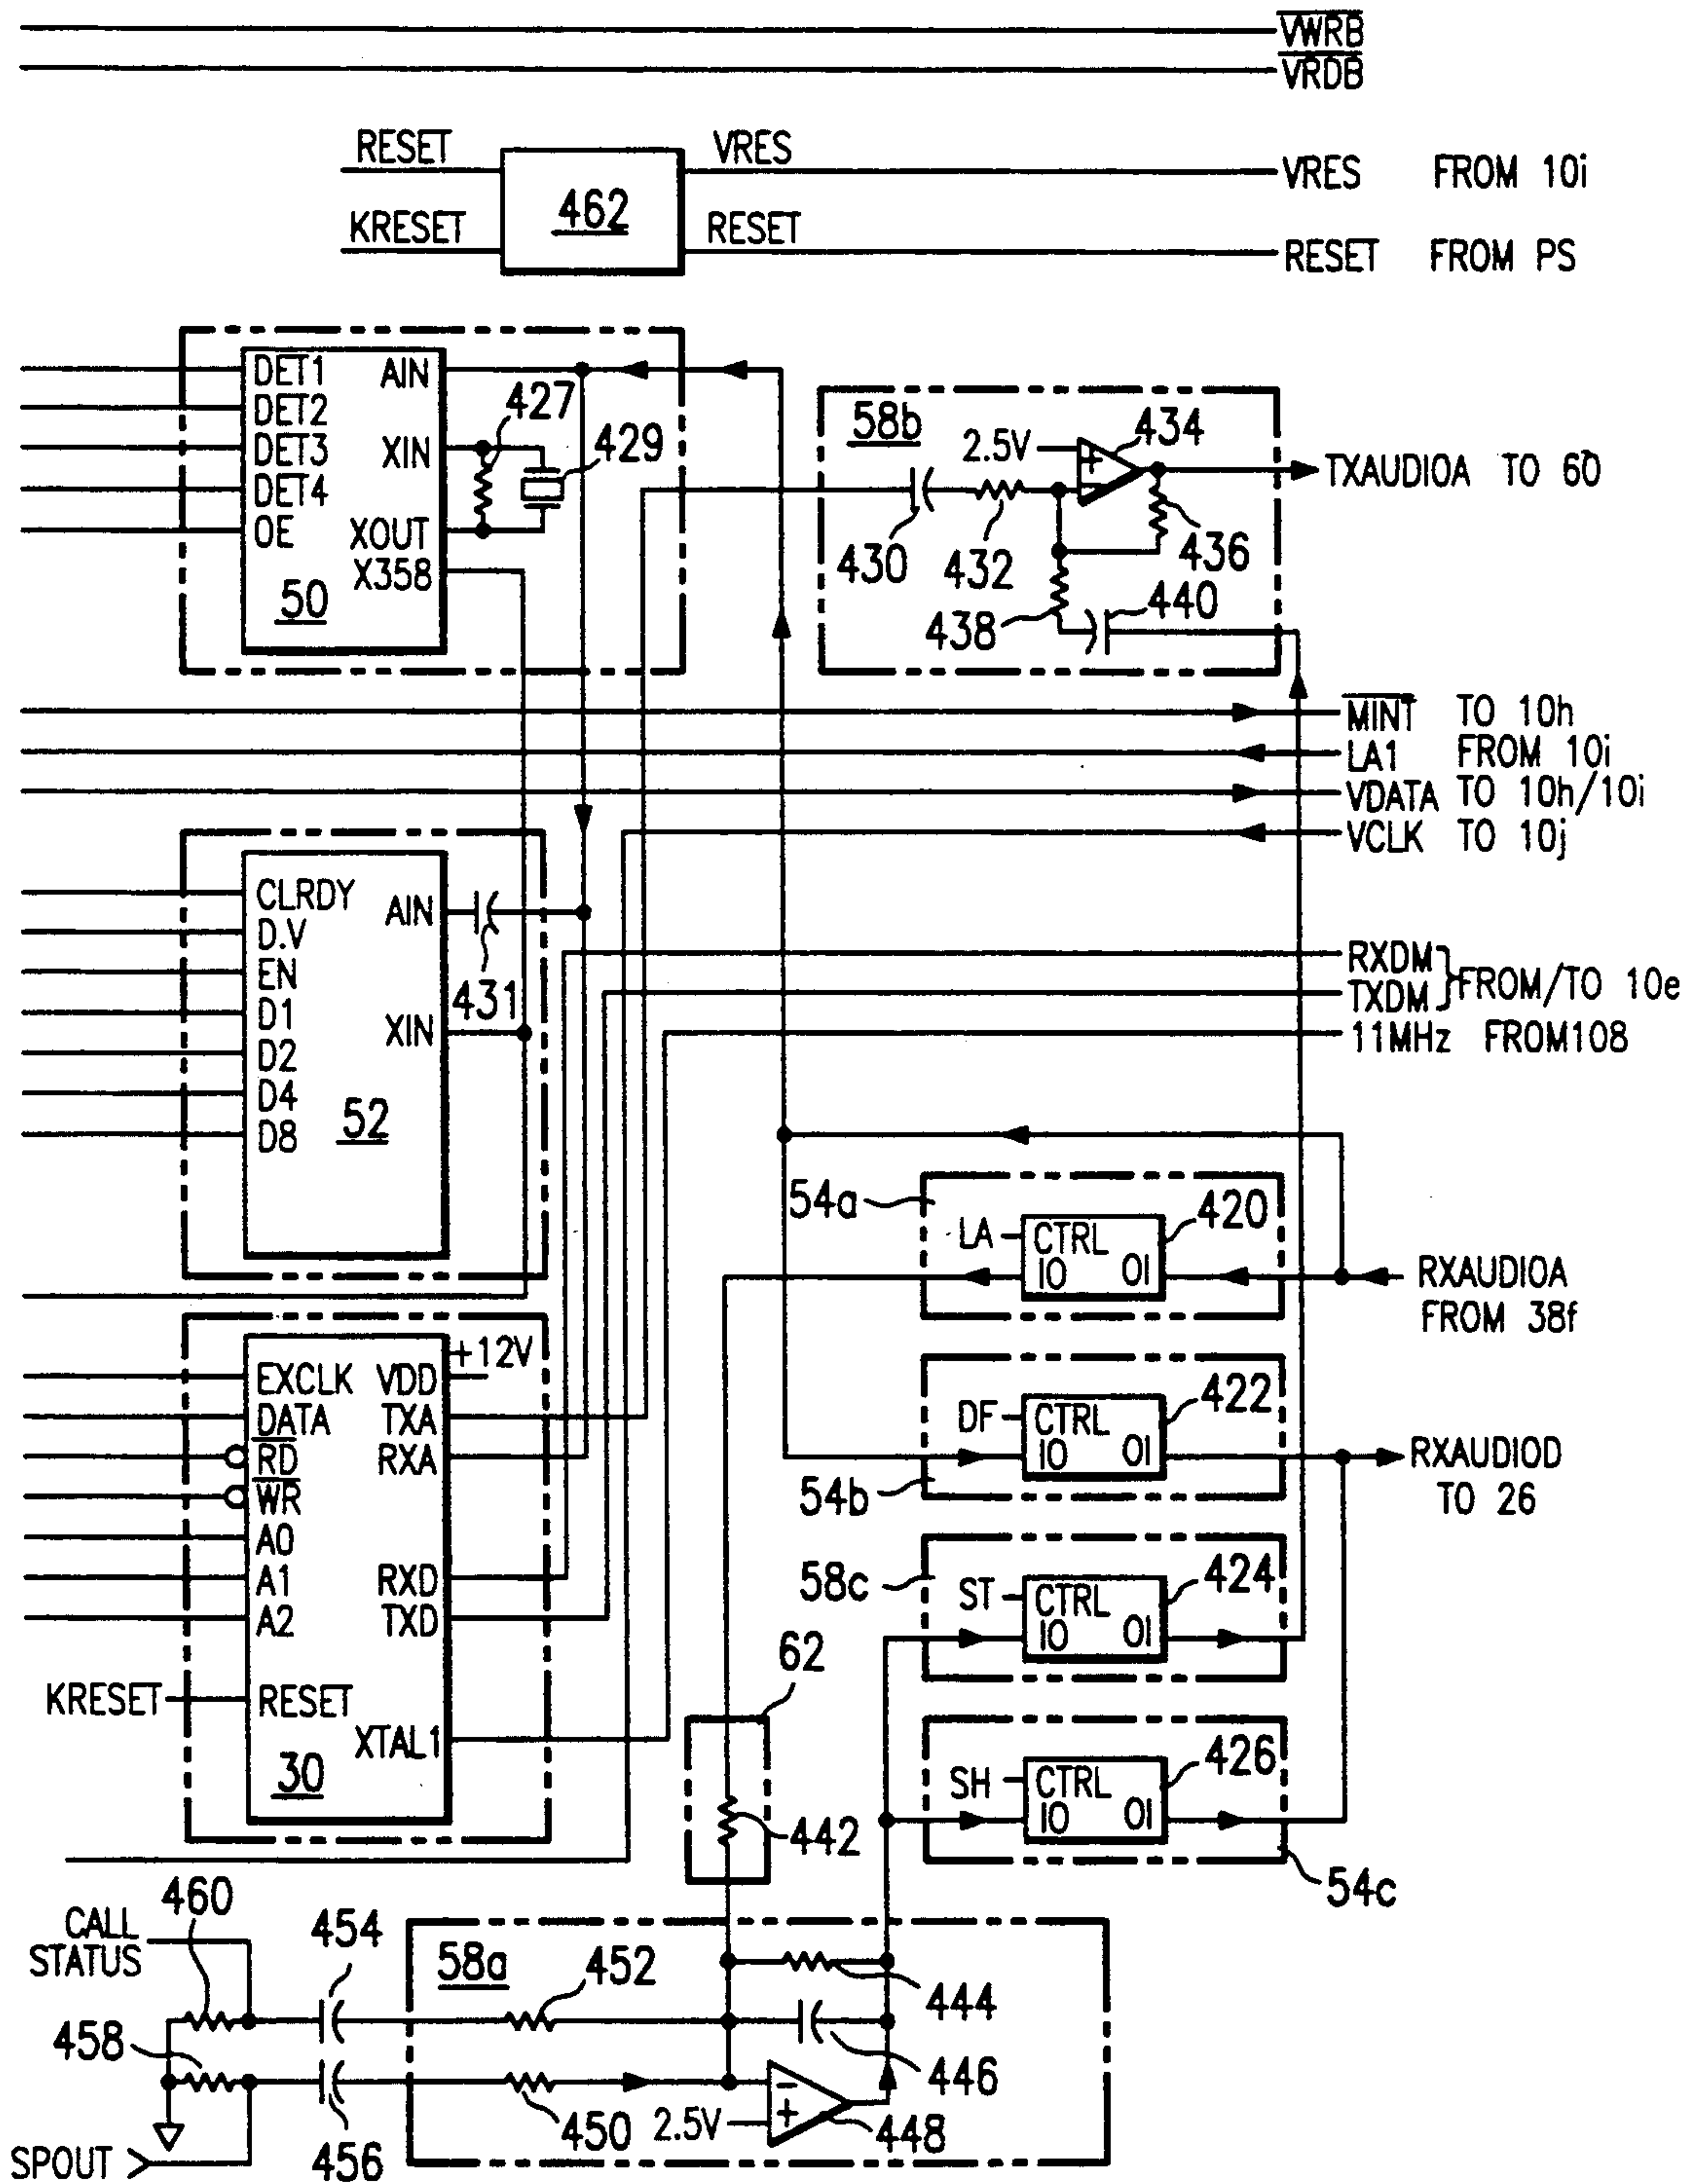 VWRB
VRDB
RESET VRES VRES FROM 10i
462
KRESET RESET RESET FROM PS
DET1 AIN 427
DET2
DET3 XIN 429
DET4
OE XOUT
X358
50
58b 2.5V + - 434
TXAUDIOA TO 60
430 432 436
438 440
MINT TO 10h
LA1 FROM 10i
VDATA TO 10h/10i
VCLK TO 10j
CLRDY AIN
D.V
EN 431
D1
D2 XIN
D4
D8 52
RXDM
TXDM } FROM/TO 10e
11MHz FROM108
54a LA CTRL 420
IO OI
RXAUDIOA
FROM 38f
+12V
EXCLK VDD
DATA TXA
RD RXA
WR
A0
A1 RXD
A2 TXD
KRESET RESET
XTAL1
30
DF CTRL 422
IO OI
54b
RXAUDIOD
TO 26
58c ST CTRL 424
IO OI
62
442
SH CTRL 426
IO OI
54c
460 454
CALL
STATUS
58a 452 444
458 446
450 2.5V - + 448
SPOUT 456